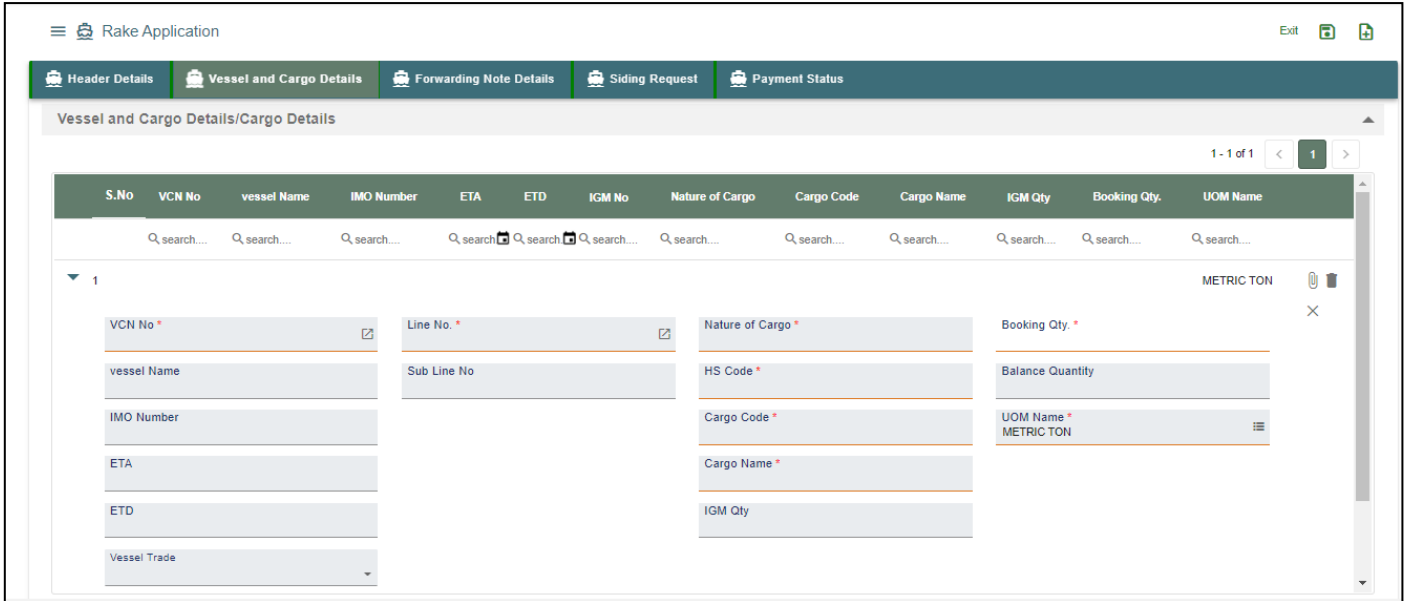 Rake Application Exit
Header Details Vessel and Cargo Details Forwarding Note Details Siding Request Payment Status
Vessel and Cargo Details/Cargo Details
1 - 1 of 1 < 1 >
S.No VCN No vessel Name IMO Number ETA ETD IGM No Nature of Cargo Cargo Code Cargo Name IGM Qty Booking Qty. UOM Name
search.... search.... search.... search search. search.... search.... search.... search.... search.... search.... search....
1 METRIC TON
VCN No * Line No. * Nature of Cargo * Booking Qty. *
vessel Name Sub Line No HS Code * Balance Quantity
IMO Number Cargo Code * UOM Name *
METRIC TON
ETA Cargo Name *
ETD IGM Qty
Vessel Trade